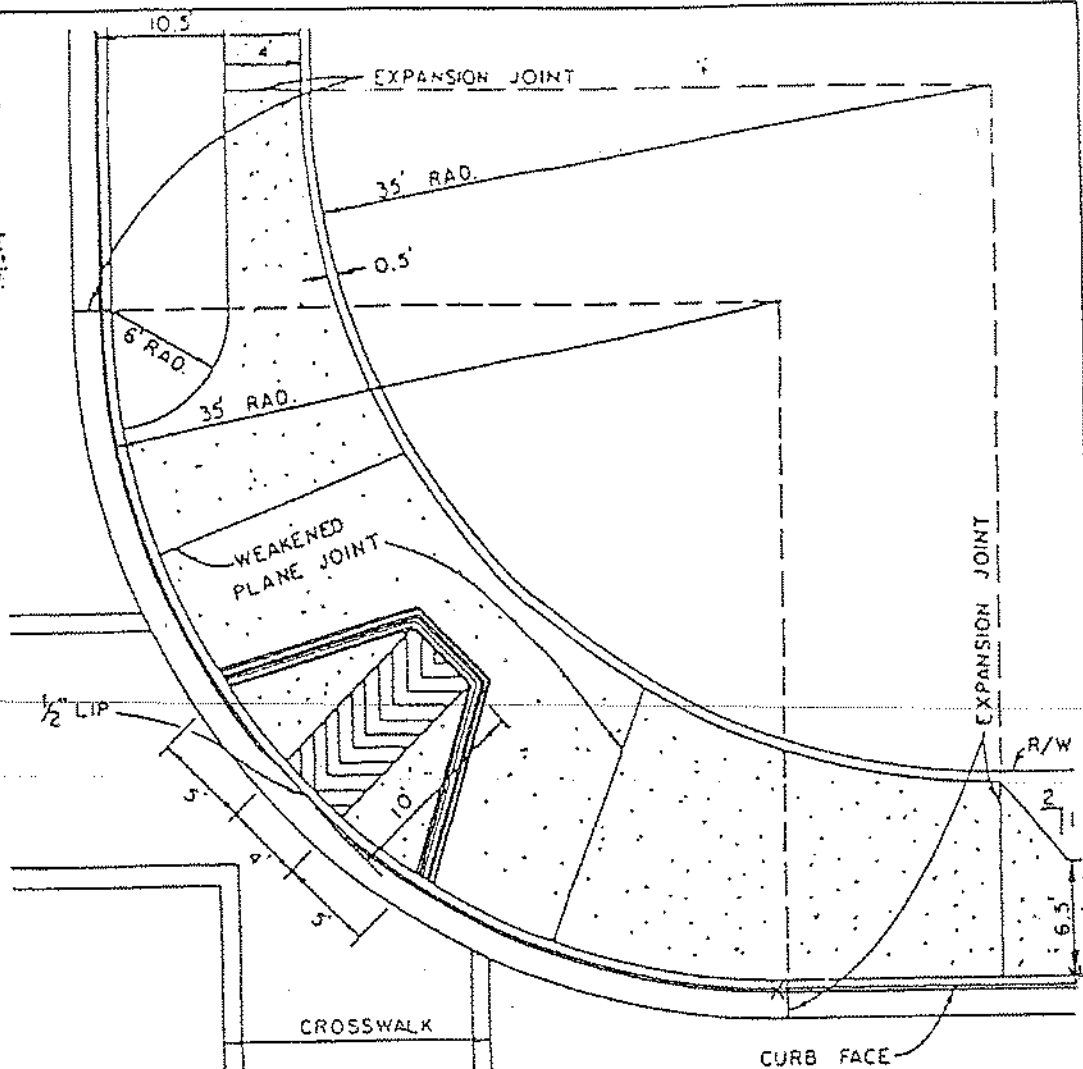 10.5'
4'
EXPANSION JOINT
35' RAD.
0.5'
6' RAD.
35' RAD.
WEAKENED
PLANE JOINT
EXPANSION JOINT
1/2" LIP
R/W
2
1
10'
5'
4'
5'
6.5'
CROSSWALK
CURB FACE